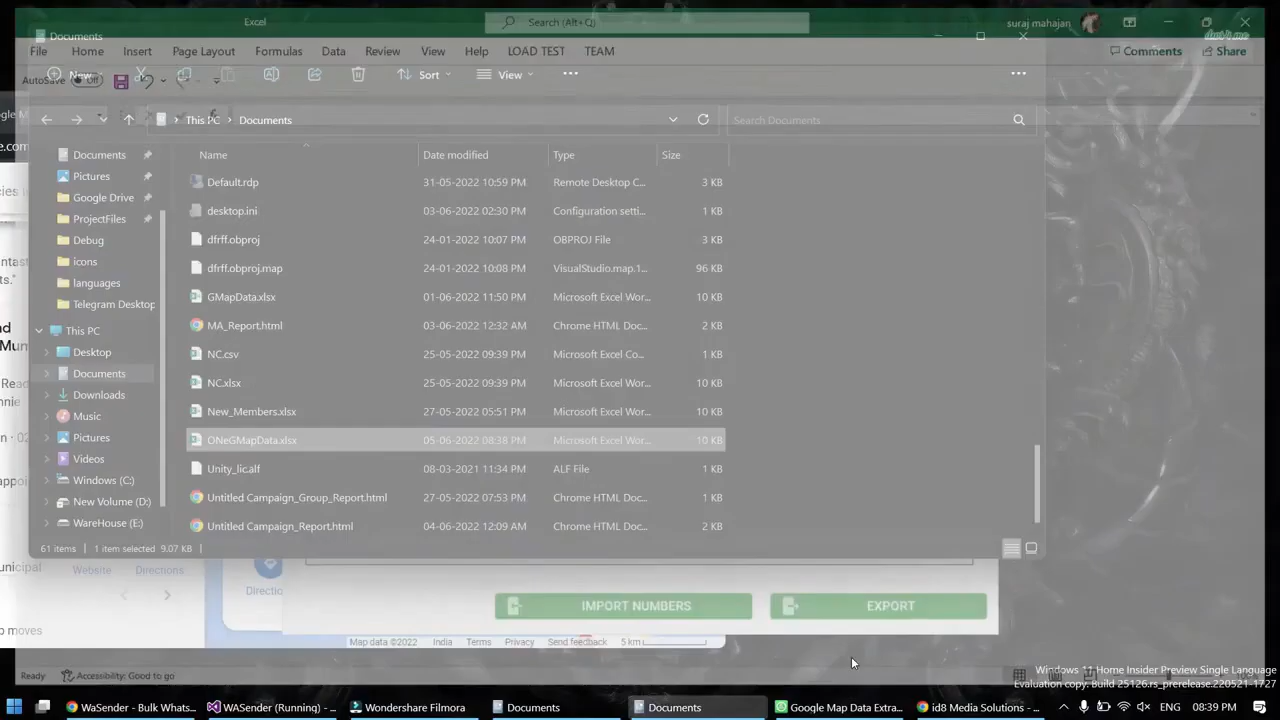 Excel
Search (Alt+Q)
suraj mahajan
Documents
File Home Insert Page Layout Formulas Data Review View Help LOAD TEST TEAM
Comments Share
New
Sort
View
AutoSave Off
This PC > Documents
Search Documents
Name Date modified Type Size
Documents
Pictures
Google Drive
ProjectFiles
Debug
icons
languages
Telegram Desktop
This PC
Desktop
Documents
Downloads
Music
Pictures
Videos
Windows (C:)
New Volume (D:)
WareHouse (E:)
Default.rdp 31-05-2022 10:59 PM Remote Desktop C... 3 KB
desktop.ini 03-06-2022 02:30 PM Configuration setti... 1 KB
dfrff.obproj 24-01-2022 10:07 PM OBPROJ File 3 KB
dfrff.obproj.map 24-01-2022 10:08 PM VisualStudio.map.1... 96 KB
GMapData.xlsx 01-06-2022 11:50 PM Microsoft Excel Wor... 10 KB
MA_Report.html 03-06-2022 12:32 AM Chrome HTML Doc... 2 KB
NC.csv 25-05-2022 09:39 PM Microsoft Excel Co... 1 KB
NC.xlsx 25-05-2022 09:39 PM Microsoft Excel Wor... 10 KB
New_Members.xlsx 27-05-2022 05:51 PM Microsoft Excel Wor... 10 KB
ONeGMapData.xlsx 05-06-2022 08:38 PM Microsoft Excel Wor... 10 KB
Unity_lic.alf 08-03-2021 11:34 PM ALF File 1 KB
Untitled Campaign_Group_Report.html 27-05-2022 07:53 PM Chrome HTML Doc... 1 KB
Untitled Campaign_Report.html 04-06-2022 12:09 AM Chrome HTML Doc... 2 KB
61 items 1 item selected 9.07 KB
Website Directions
Directio
IMPORT NUMBERS
EXPORT
p moves
Map data ©2022 India Terms Privacy Send feedback 5 km
Ready Accessibility: Good to go
Windows 11 Home Insider Preview Single Language
Evaluation copy. Build 25126.rs_prerelease.220521-1727
WaSender - Bulk Whats...
WASender (Running) - ...
Wondershare Filmora
Documents
Documents
Google Map Data Extra...
id8 Media Solutions - ...
ENG
08:39 PM